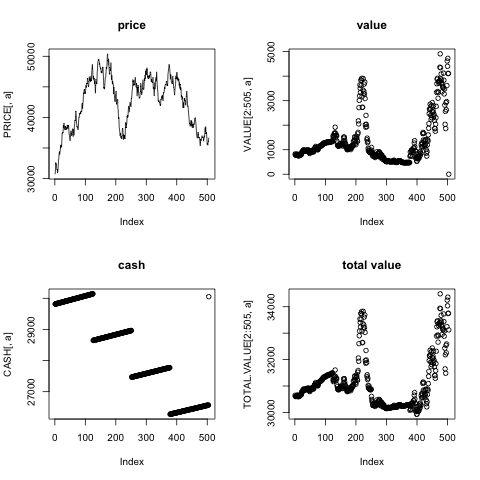 price
PRICE[, a]
30000 40000 50000
0 100 200 300 400 500
Index
value
VALUE[2:505, a]
0 1000 3000 5000
0 100 200 300 400 500
Index
cash
CASH[, a]
27000 29000
0 100 200 300 400 500
Index
total value
TOTAL.VALUE[2:505, a]
30000 32000 34000
0 100 200 300 400 500
Index